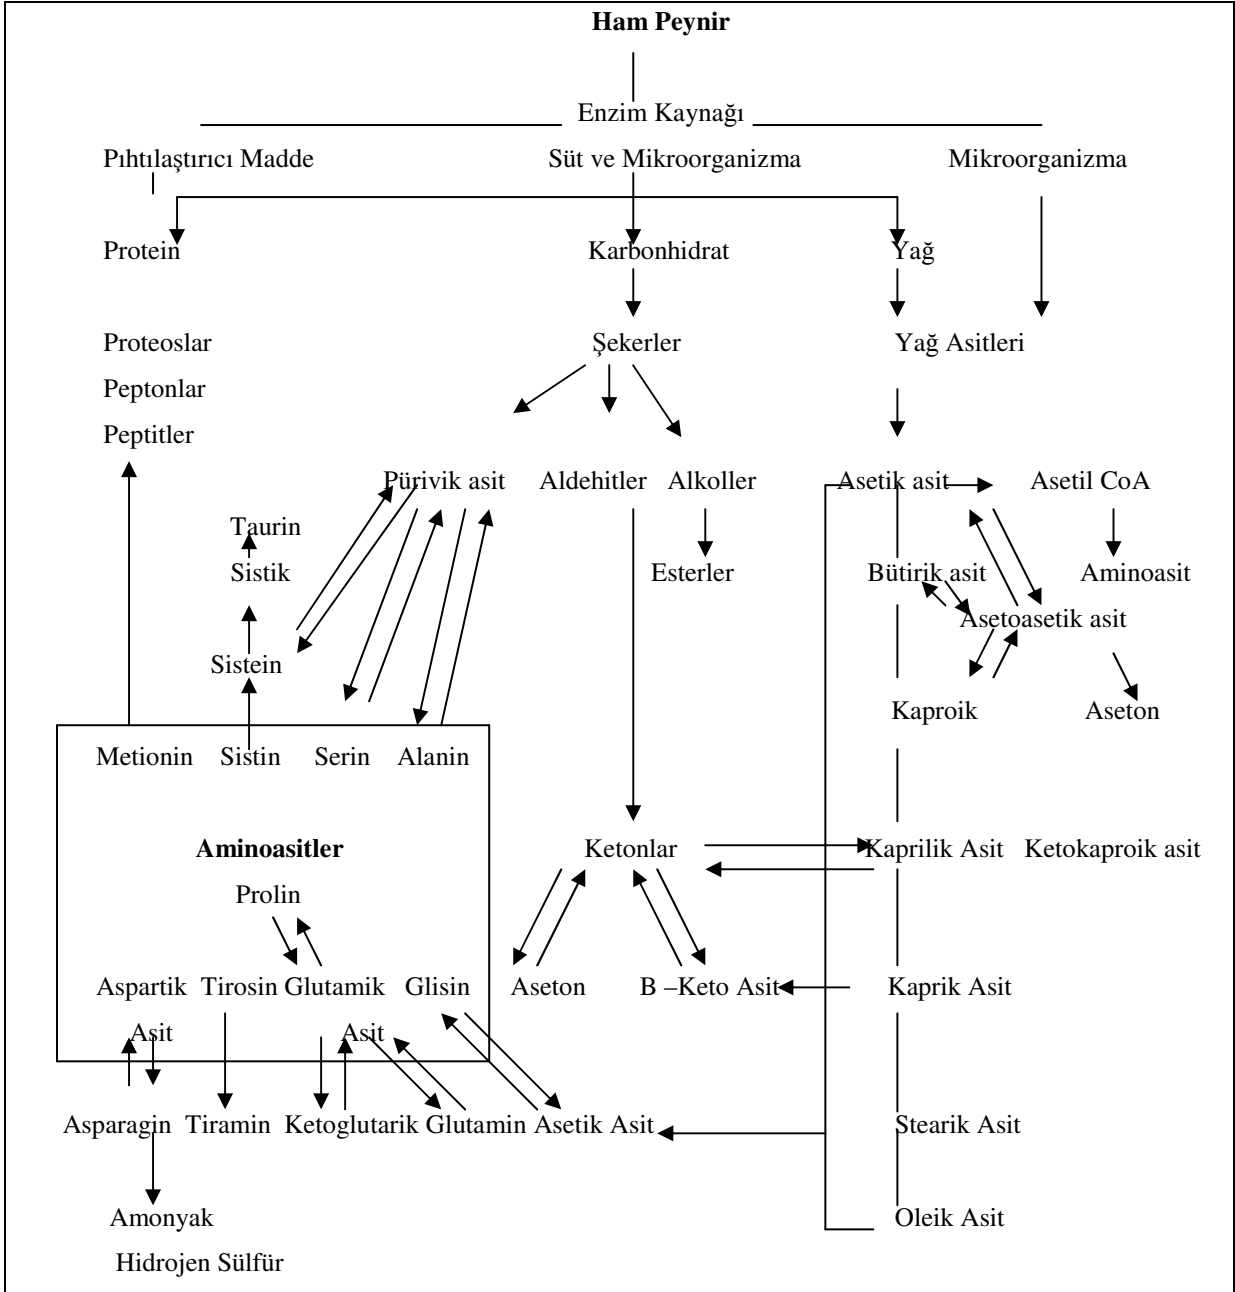 Ham Peynir
Enzim Kaynağı
Pıhtılaştırıcı Madde Süt ve Mikroorganizma Mikroorganizma
Protein Karbonhidrat Yağ
Proteoslar Şekerler Yağ Asitleri
Peptonlar
Peptitler
Pürivik asit Aldehitler Alkoller Asetik asit Asetil CoA
Taurin
Sistik Esterler Bütirik asit Aminoasit
Asetoasetik asit
Sistein
Kaproik Aseton
Metionin Sistin Serin Alanin
Aminoasitler Ketonlar Kaprilik Asit Ketokaproik asit
Prolin
Aspartik Tirosin Glutamik Glisin Aseton B –Keto Asit Kaprik Asit
Asit Asit
Asparagin Tiramin Ketoglutarik Glutamin Asetik Asit Stearik Asit
Amonyak Oleik Asit
Hidrojen Sülfür